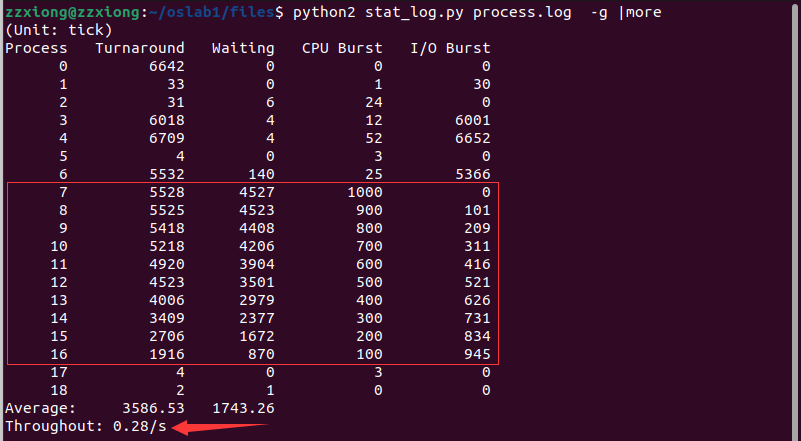 zzxiong@zzxiong:~/oslab1/files$ python2 stat_log.py process.log  -g |more
(Unit: tick)
Process   Turnaround   Waiting   CPU Burst   I/O Burst
      0         6642         0           0           0
      1           33         0           1          30
      2           31         6          24           0
      3         6018         4          12        6001
      4         6709         4          52        6652
      5            4         0           3           0
      6         5532       140          25        5366
      7         5528      4527        1000           0
      8         5525      4523         900         101
      9         5418      4408         800         209
     10         5218      4206         700         311
     11         4920      3904         600         416
     12         4523      3501         500         521
     13         4006      2979         400         626
     14         3409      2377         300         731
     15         2706      1672         200         834
     16         1916       870         100         945
     17            4         0           3           0
     18            2         1           0           0
Average:     3586.53   1743.26
Throughout: 0.28/s